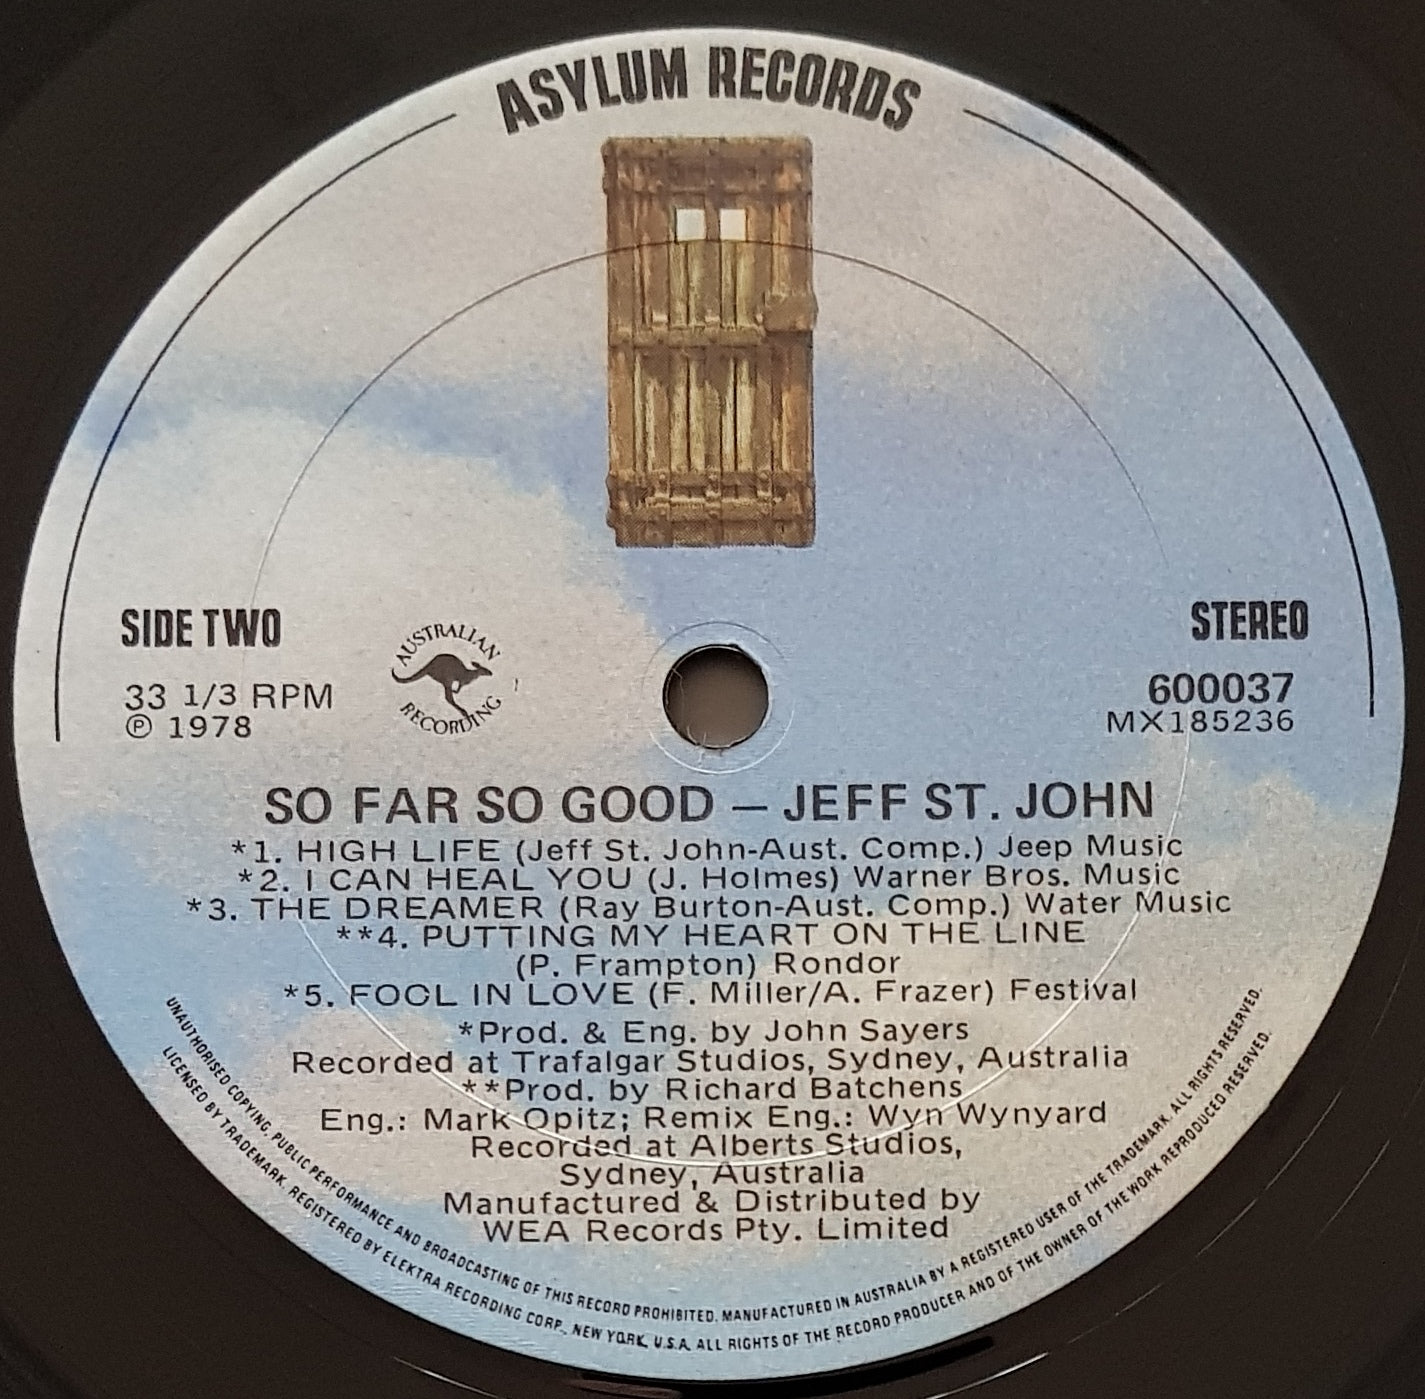 ASYLUM RECORDS
SIDE TWO
33 1/3 RPM
℗ 1978
AUSTRALIAN
RECORDING
STEREO
600037
MX185236
SO FAR SO GOOD – JEFF ST. JOHN
*1. HIGH LIFE (Jeff St. John-Aust. Comp.) Jeep Music
*2. I CAN HEAL YOU (J. Holmes) Warner Bros. Music
*3. THE DREAMER (Ray Burton-Aust. Comp.) Water Music
**4. PUTTING MY HEART ON THE LINE
(P. Frampton) Rondor
*5. FOOL IN LOVE (F. Miller/A. Frazer) Festival
*Prod. & Eng. by John Sayers
Recorded at Trafalgar Studios, Sydney, Australia
**Prod. by Richard Batchens
Eng.: Mark Opitz; Remix Eng.: Wyn Wynyard
Recorded at Alberts Studios,
Sydney, Australia
Manufactured & Distributed by
WEA Records Pty. Limited
UNAUTHORISED COPYING, PUBLIC PERFORMANCE AND BROADCASTING OF THIS RECORD PROHIBITED. MANUFACTURED IN AUSTRALIA BY A REGISTERED USER OF THE TRADEMARK. ALL RIGHTS RESERVED.
LICENSED BY TRADEMARK. REGISTERED BY ELEKTRA RECORDING CORP., NEW YORK, U.S.A. ALL RIGHTS OF THE RECORD PRODUCER AND OF THE OWNER OF THE WORK REPRODUCED RESERVED.